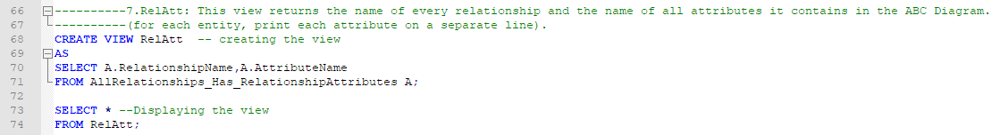 66 ----------7.RelAtt: This view returns the name of every relationship and the name of all attributes it contains in the ABC Diagram.
67 ----------(for each entity, print each attribute on a separate line).
68 CREATE VIEW RelAtt  -- creating the view
69 AS
70 SELECT A.RelationshipName,A.AttributeName
71 FROM AllRelationships_Has_RelationshipAttributes A;
72
73 SELECT * --Displaying the view
74 FROM RelAtt;